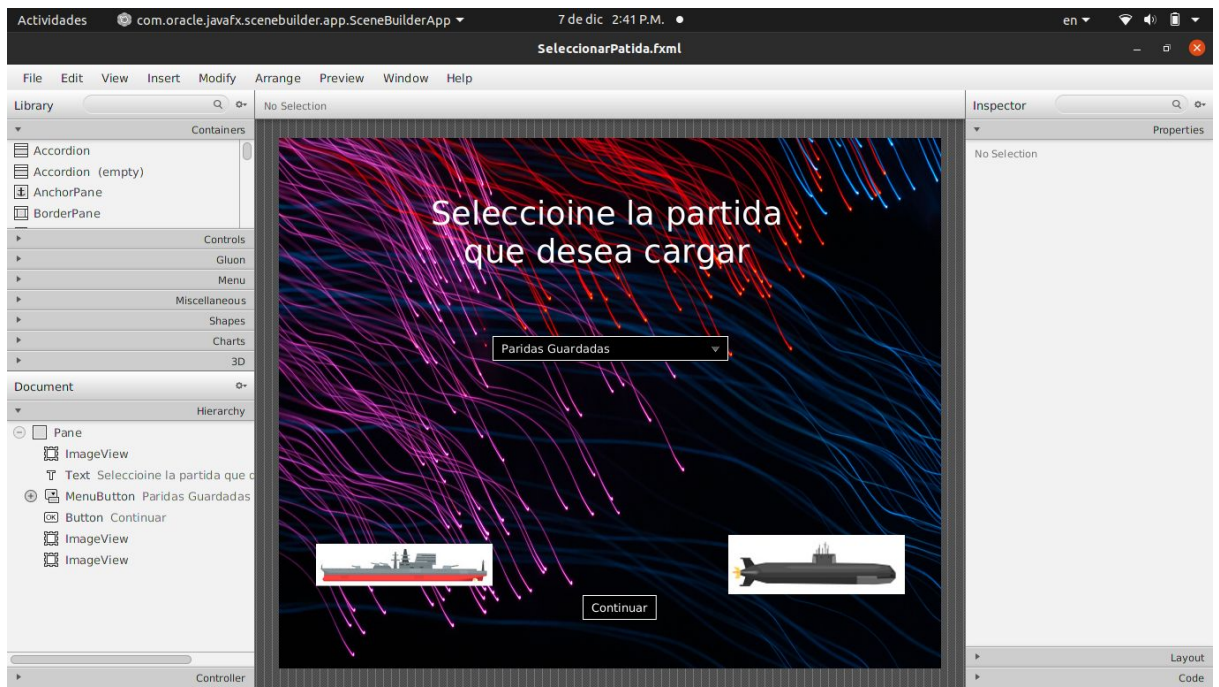 Actividades com.oracle.javafx.scenebuilder.app.SceneBuilderApp 7 de dic 2:41 P.M. en
SeleccionarPatida.fxml
File Edit View Insert Modify Arrange Preview Window Help
Library No Selection Inspector
Containers Properties
Accordion No Selection
Accordion (empty)
AnchorPane
BorderPane
Controls
Gluon
Menu
Miscellaneous
Shapes
Charts
3D
Document
Hierarchy
Pane
ImageView
Text Seleccioine la partida que
MenuButton Paridas Guardadas
OK Button Continuar
ImageView
ImageView
Controller
Seleccioine la partida
que desea cargar
Paridas Guardadas
Continuar
Layout
Code